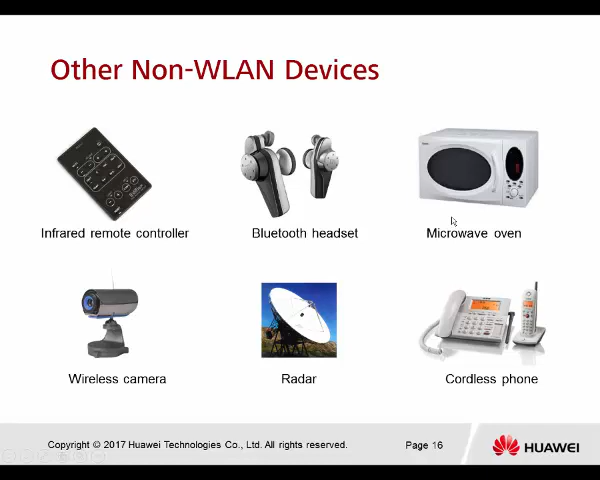 Other Non-WLAN Devices
Infrared remote controller
Bluetooth headset
Microwave oven
Wireless camera
Radar
Cordless phone
Copyright © 2017 Huawei Technologies Co., Ltd. All rights reserved.
Page 16
HUAWEI